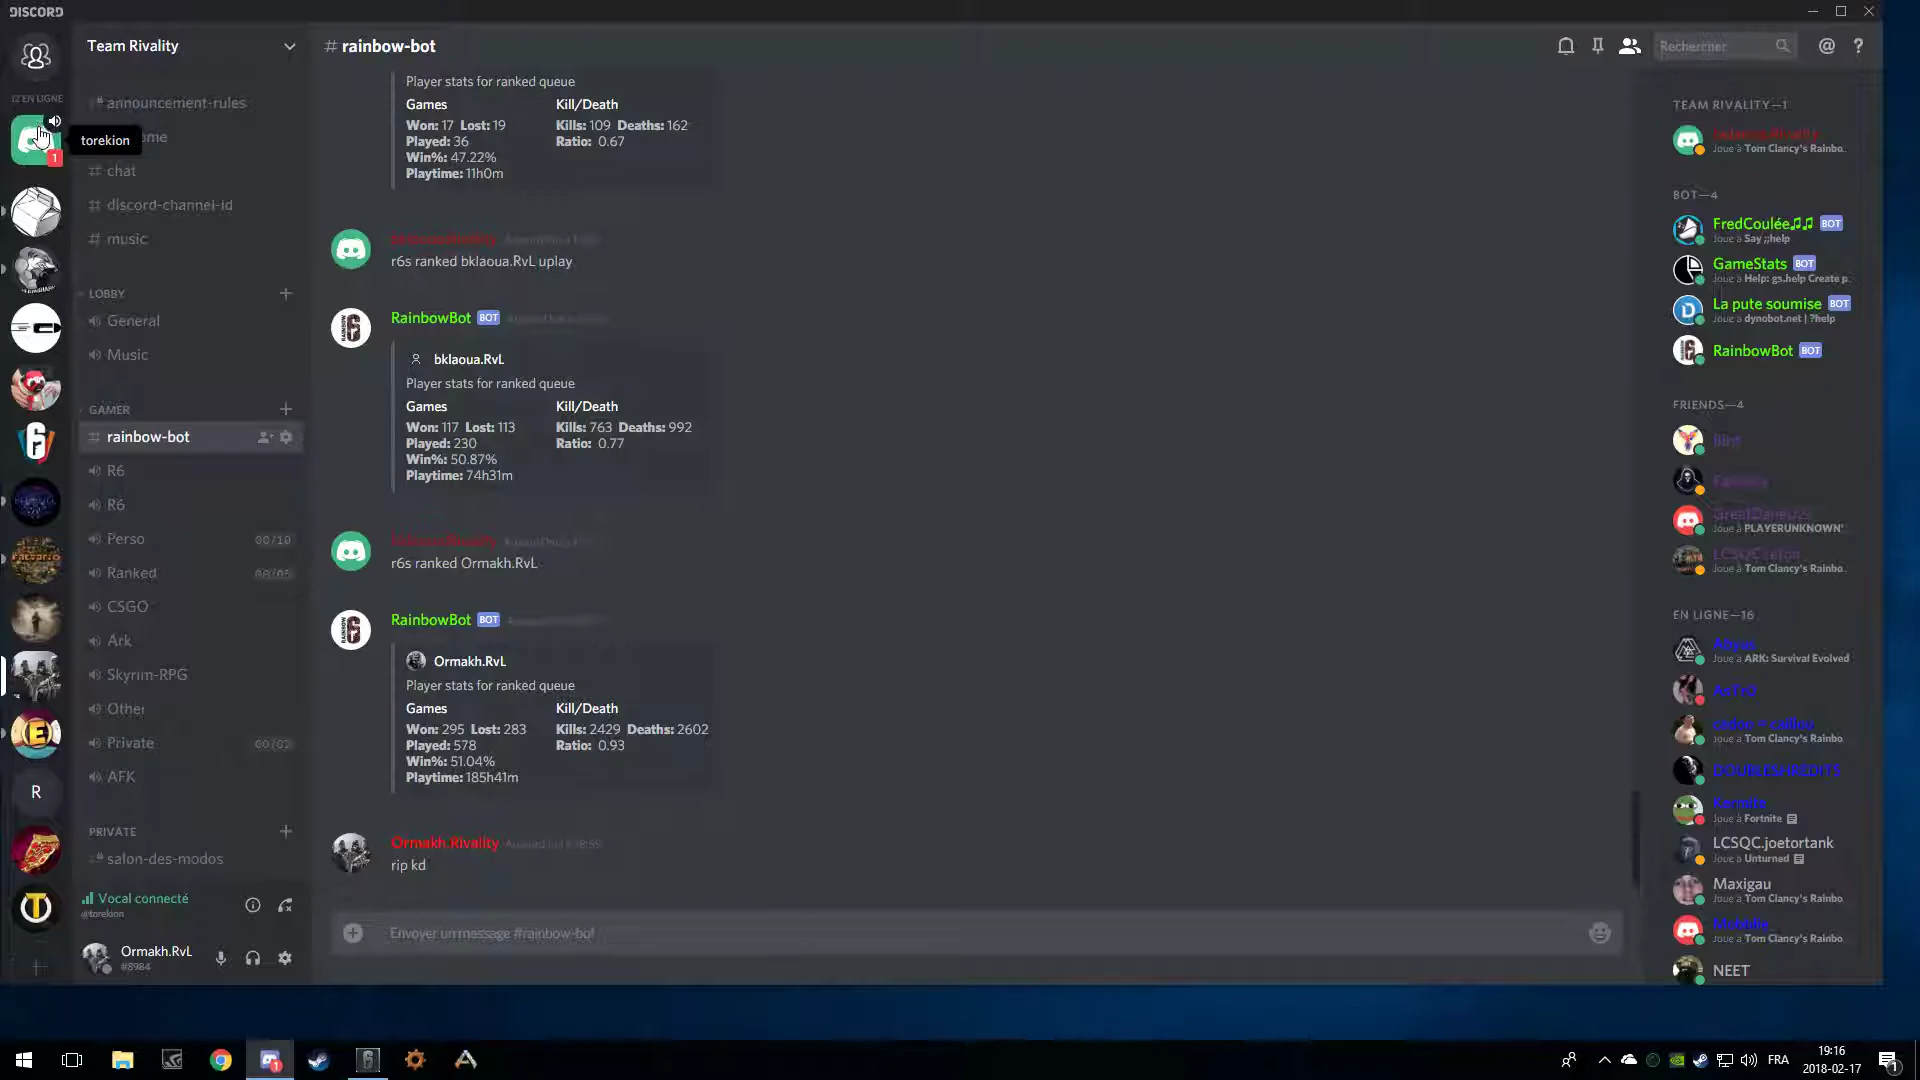 DISCORD
Team Rivality
# rainbow-bot
Rechercher
12 EN LIGNE
torekion
1
# announcement-rules
# chat
# discord-channel-id
# music
LOBBY
General
Music
GAMER
# rainbow-bot
R6
R6
Perso 00/10
Ranked
CSGO
Ark
Skyrim-RPG
Other
Private
AFK
PRIVATE
# salon-des-modos
Vocal connecté
@torekion
Ormakh.RvL
#8984
Player stats for ranked queue
Games Kill/Death
Won: 17 Lost: 19 Kills: 109 Deaths: 162
Played: 36 Ratio: 0.67
Win%: 47.22%
Playtime: 11h0m
r6s ranked bklaoua.RvL uplay
RainbowBot BOT
bklaoua.RvL
Player stats for ranked queue
Games Kill/Death
Won: 117 Lost: 113 Kills: 763 Deaths: 992
Played: 230 Ratio: 0.77
Win%: 50.87%
Playtime: 74h31m
r6s ranked Ormakh.RvL
RainbowBot BOT
Ormakh.RvL
Player stats for ranked queue
Games Kill/Death
Won: 295 Lost: 283 Kills: 2429 Deaths: 2602
Played: 578 Ratio: 0.93
Win%: 51.04%
Playtime: 185h41m
Ormakh.Rivality
rip kd
Envoyer un message #rainbow-bot
TEAM RIVALITY—1
Joue à Tom Clancy's Rainbo
BOT—4
FredCoulée♫♫ BOT
Joue à Say ;;help
GameStats BOT
Joue à Help: gs.help Create p
La pute soumise BOT
Joue à dynobot.net | ?help
RainbowBot BOT
FRIENDS—4
Joue à PLAYERUNKNOWN'
Joue à Tom Clancy's Rainbo
EN LIGNE—16
Abyss
Joue à ARK: Survival Evolved
AsTrO
Joue à Tom Clancy's Rainbo
DOUBLESHREDITS
Kermite
Joue à Fortnite
LCSQC.joetortank
Joue à Unturned
Maxigau
Joue à Tom Clancy's Rainbo
Joue à Tom Clancy's Rainbo
NEET
R
FRA
19:16
2018-02-17
1